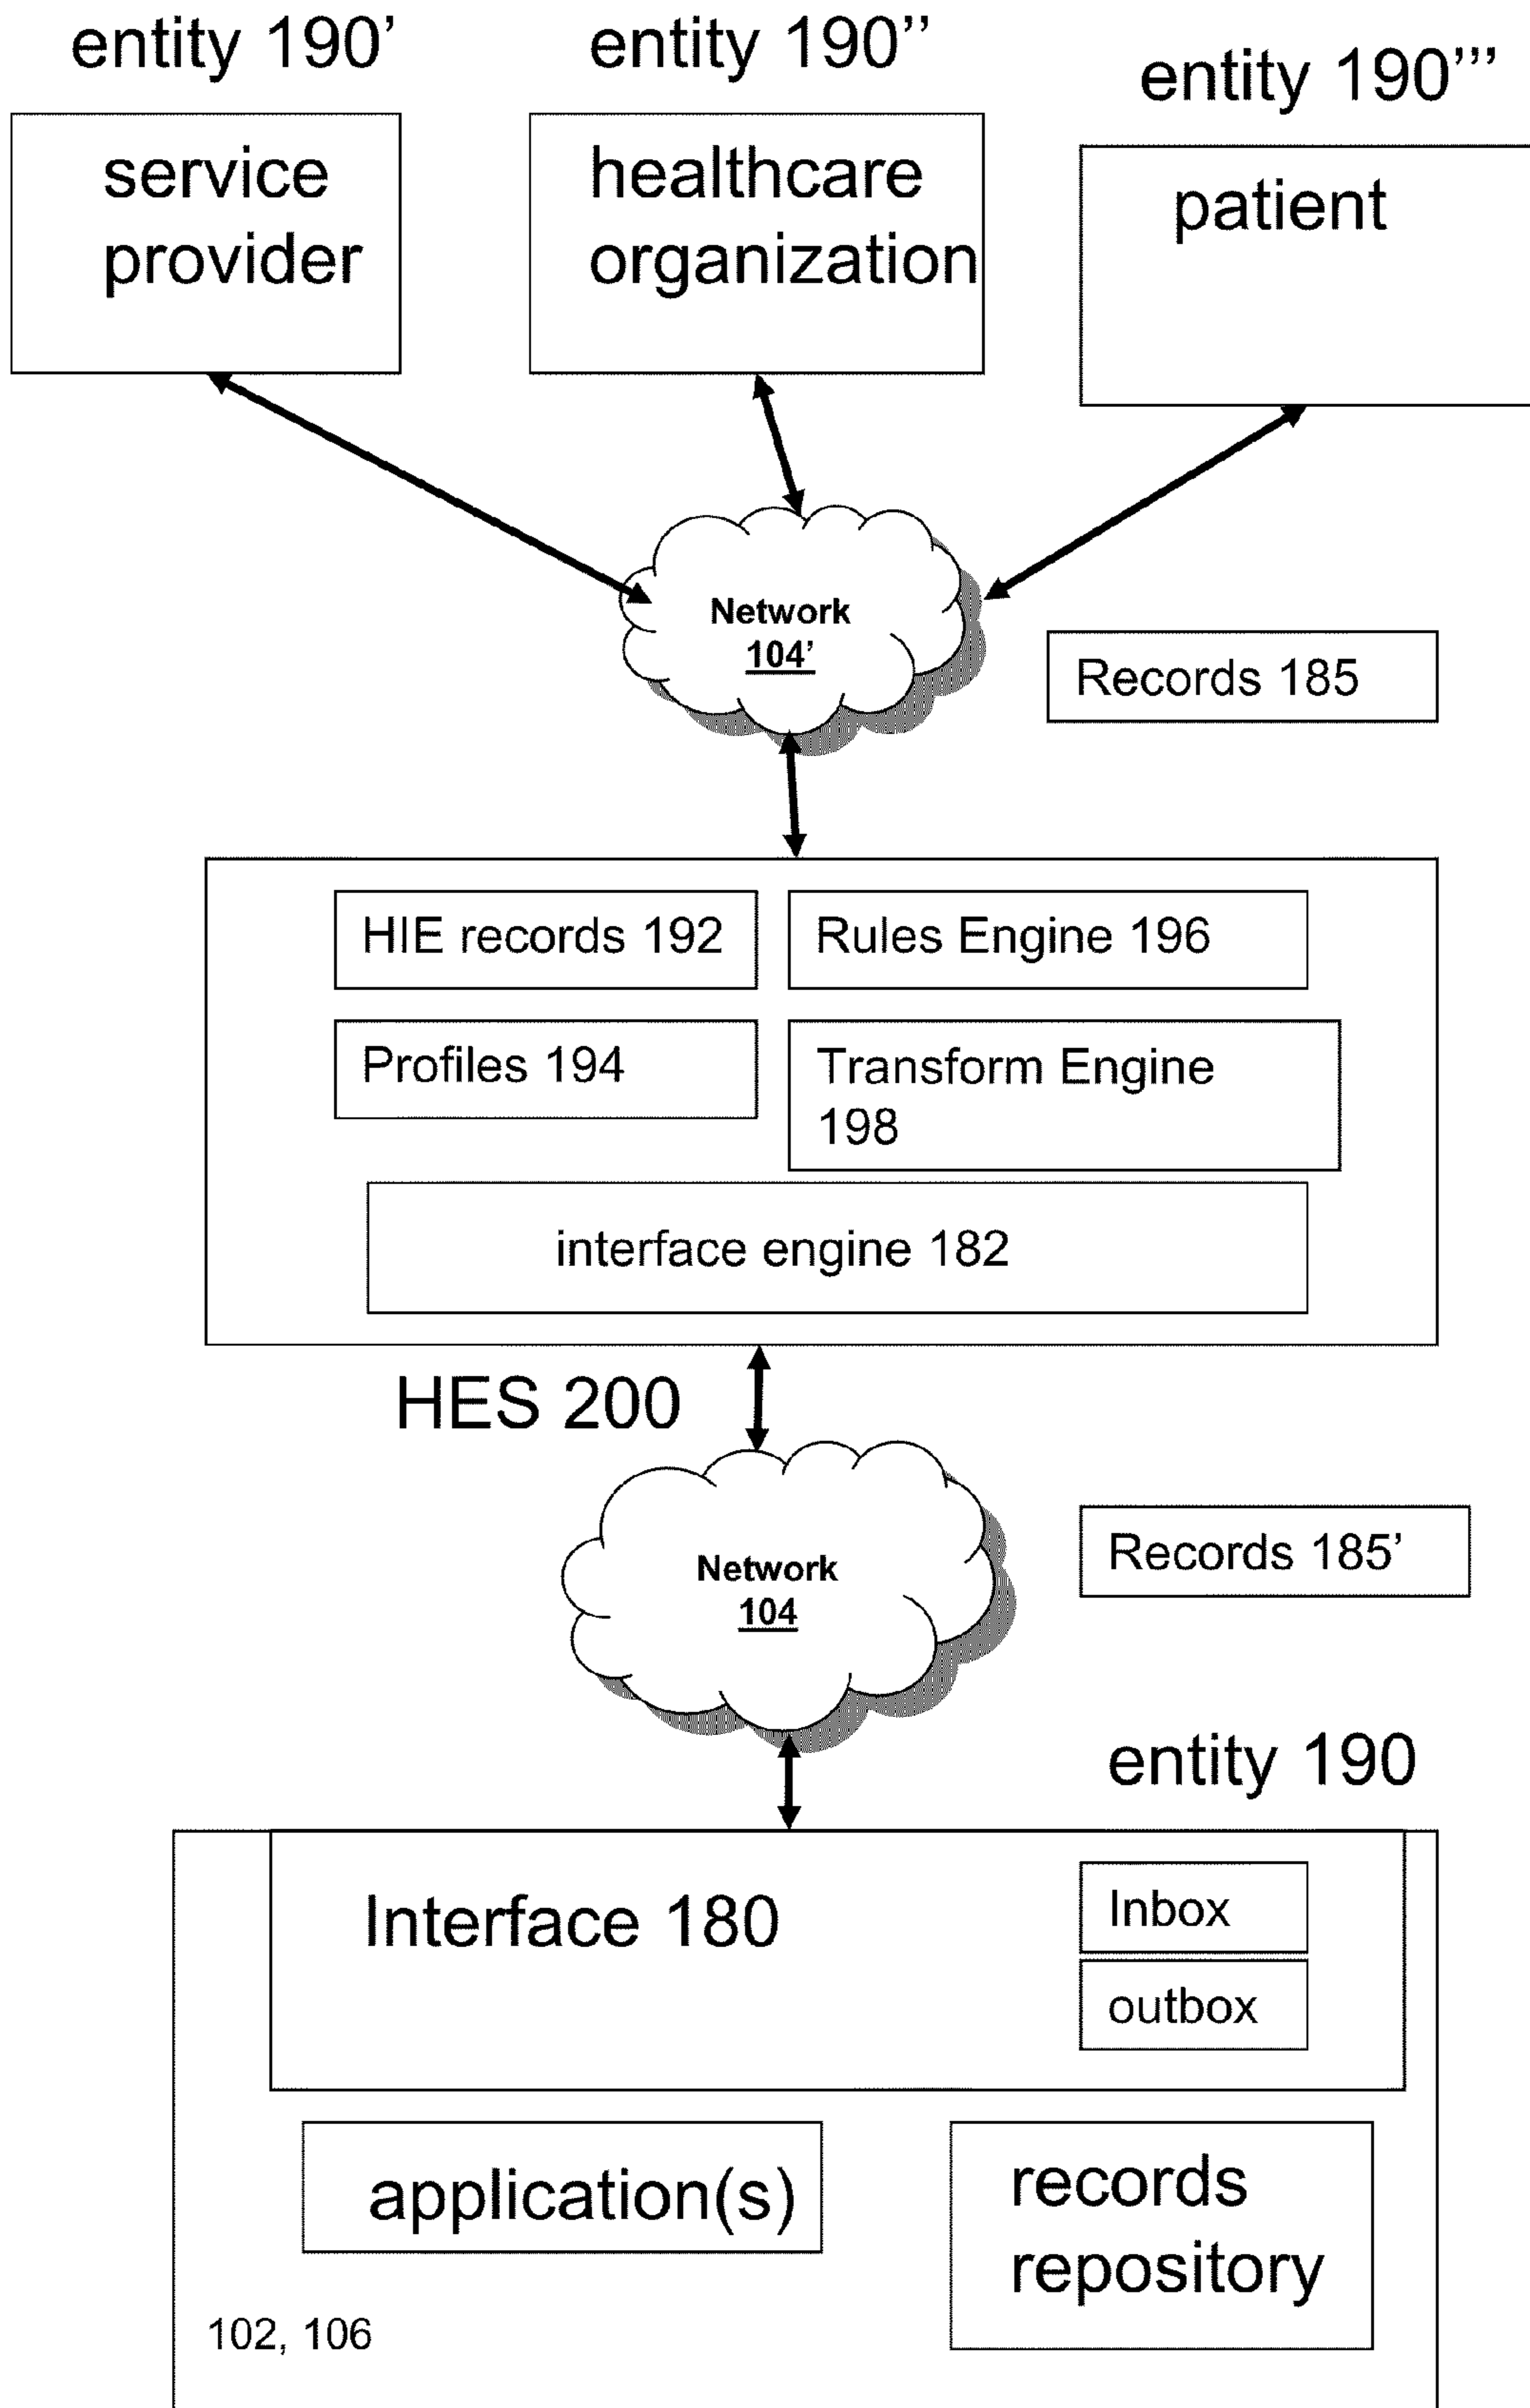 entity 190’
entity 190’’
entity 190’’’
service
provider
healthcare
organization
patient
Network
104’
Records 185
HIE records 192
Rules Engine 196
Profiles 194
Transform Engine
198
interface engine 182
HES 200
Network
104
Records 185’
entity 190
Interface 180
Inbox
outbox
application(s)
records
repository
102, 106